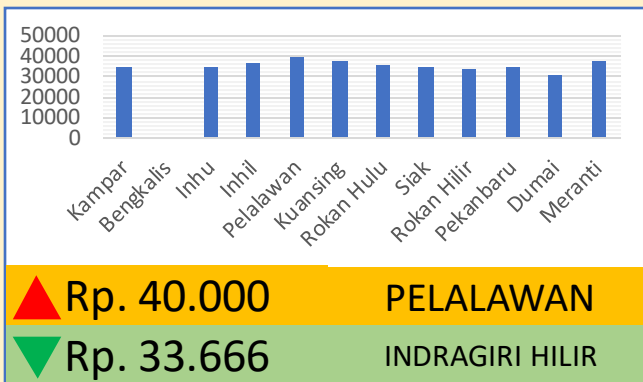 50000
40000
30000
20000
10000
0
Kampar
Bengkalis
Inhu
Inhil
Pelalawan
Kuansing
Rokan Hulu
Siak
Rokan Hilir
Pekanbaru
Dumai
Meranti
Rp. 40.000 PELALAWAN
Rp. 33.666 INDRAGIRI HILIR